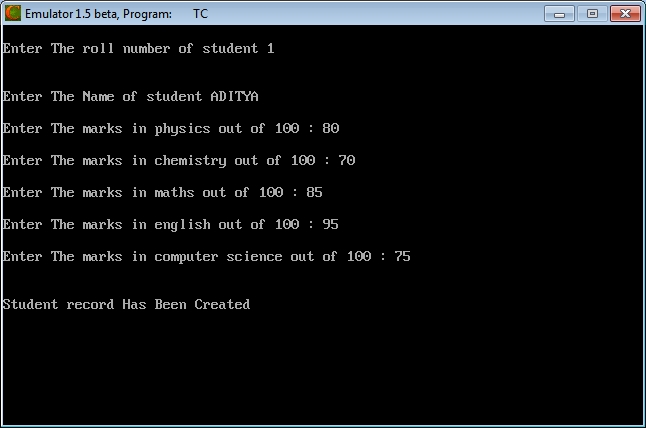 Emulator 1.5 beta, Program: TC
Enter The roll number of student 1
Enter The Name of student ADITYA
Enter The marks in physics out of 100 : 80
Enter The marks in chemistry out of 100 : 70
Enter The marks in maths out of 100 : 85
Enter The marks in english out of 100 : 95
Enter The marks in computer science out of 100 : 75
Student record Has Been Created